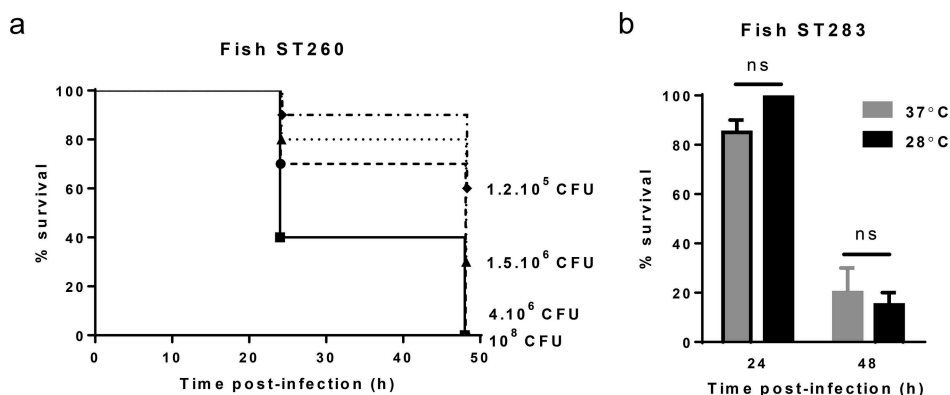 a
Fish ST260
% survival
100
80
60
40
20
0
0 10 20 30 40 50
Time post-infection (h)
1.2.10⁵ CFU
1.5.10⁶ CFU
4.10⁶ CFU
10⁸ CFU
b
Fish ST283
% survival
100
80
60
40
20
0
ns
ns
37°C
28°C
24 48
Time post-infection (h)